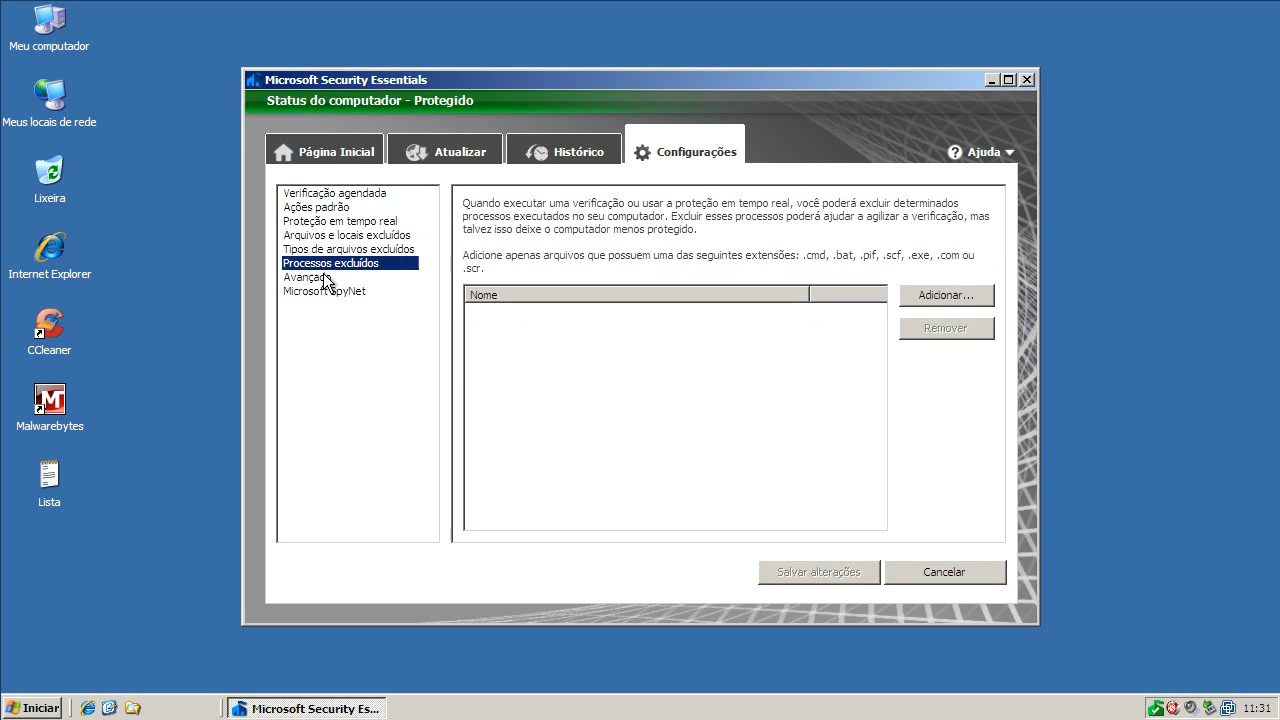 Meu computador
Meus locais de rede
Lixeira
Internet Explorer
CCleaner
Malwarebytes
Lista
Microsoft Security Essentials
Status do computador - Protegido
Página Inicial
Atualizar
Histórico
Configurações
Ajuda
Verificação agendada
Ações padrão
Proteção em tempo real
Arquivos e locais excluídos
Tipos de arquivos excluídos
Processos excluídos
Avançado
Microsoft SpyNet
Quando executar uma verificação ou usar a proteção em tempo real, você poderá excluir determinados
processos executados no seu computador. Excluir esses processos poderá ajudar a agilizar a verificação, mas
talvez isso deixe o computador menos protegido.
Adicione apenas arquivos que possuem uma das seguintes extensões: .cmd, .bat, .pif, .scf, .exe, .com ou
.scr.
Nome
Adicionar...
Remover
Salvar alterações
Cancelar
Iniciar
Microsoft Security Es...
11:31